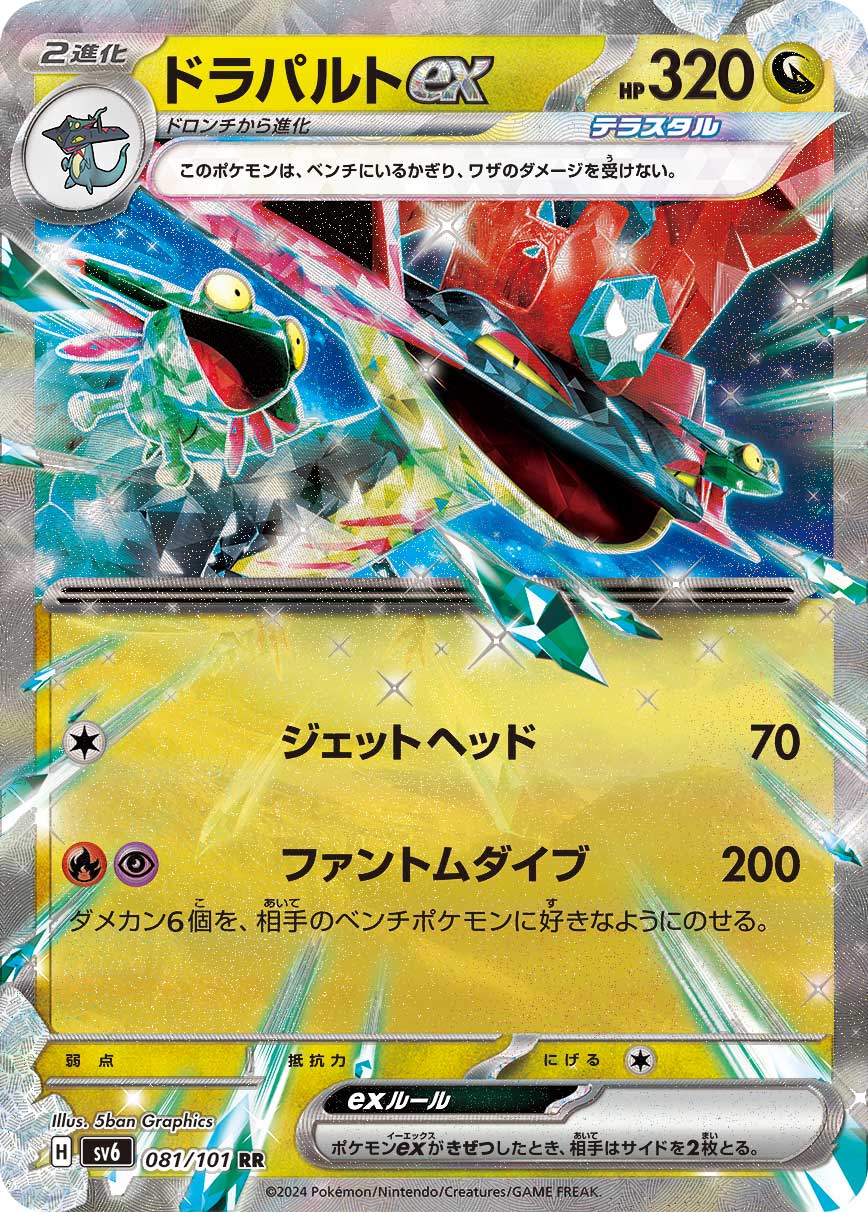 2進化
ドラパルトex
HP320
ドロンチから進化
テラスタル
このポケモンは、ベンチにいるかぎり、ワザのダメージを受けない。
ジェットヘッド 70
ファントムダイブ 200
ダメカン6個を、相手のベンチポケモンに好きなようにのせる。
弱点 抵抗力 にげる
exルール
ポケモンexがきぜつしたとき、相手はサイドを2枚とる。
Illus. 5ban Graphics
H sv6 081/101 RR
©2024 Pokémon/Nintendo/Creatures/GAME FREAK.